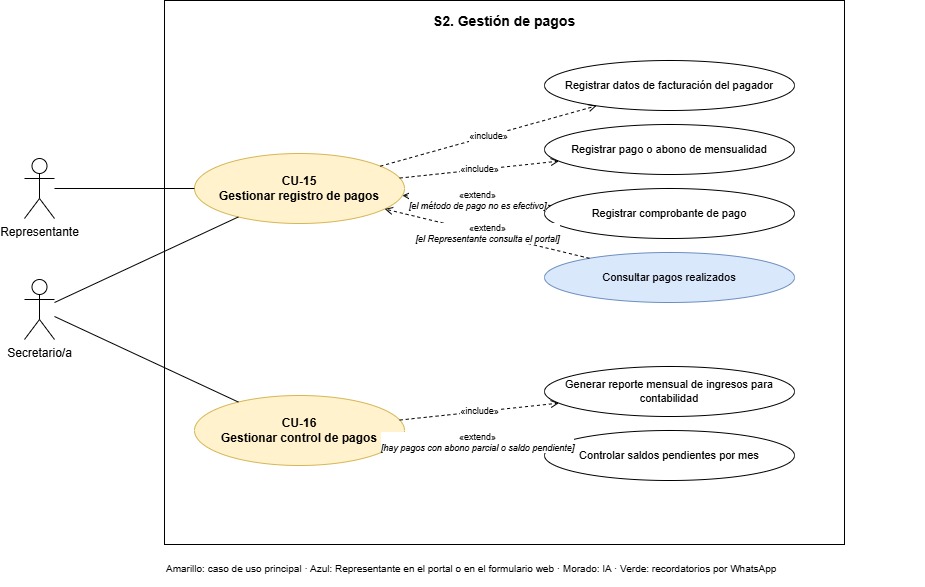 S2. Gestión de pagos
Registrar datos de facturación del pagador
«include»
Registrar pago o abono de mensualidad
CU-15
Gestionar registro de pagos
«include»
«extend»
[el método de pago no es efectivo]
Registrar comprobante de pago
Representante
«extend»
[el Representante consulta el portal]
Consultar pagos realizados
Secretario/a
Generar reporte mensual de ingresos para
contabilidad
CU-16
Gestionar control de pagos
«include»
«extend»
[hay pagos con abono parcial o saldo pendiente]
Controlar saldos pendientes por mes
Amarillo: caso de uso principal · Azul: Representante en el portal o en el formulario web · Morado: IA · Verde: recordatorios por WhatsApp